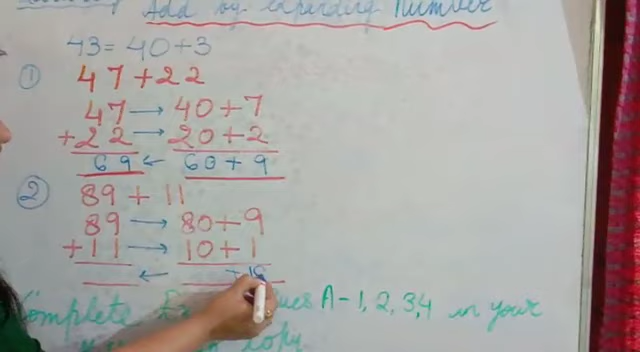 Add by Expanding Number
43 = 40+3
① 47+22
47 → 40+7
+22 → 20+2
69 ← 60+9
② 89 + 11
89 → 80+9
+11 → 10+1
← +10
Complete A-1,2,3,4 in your
copy